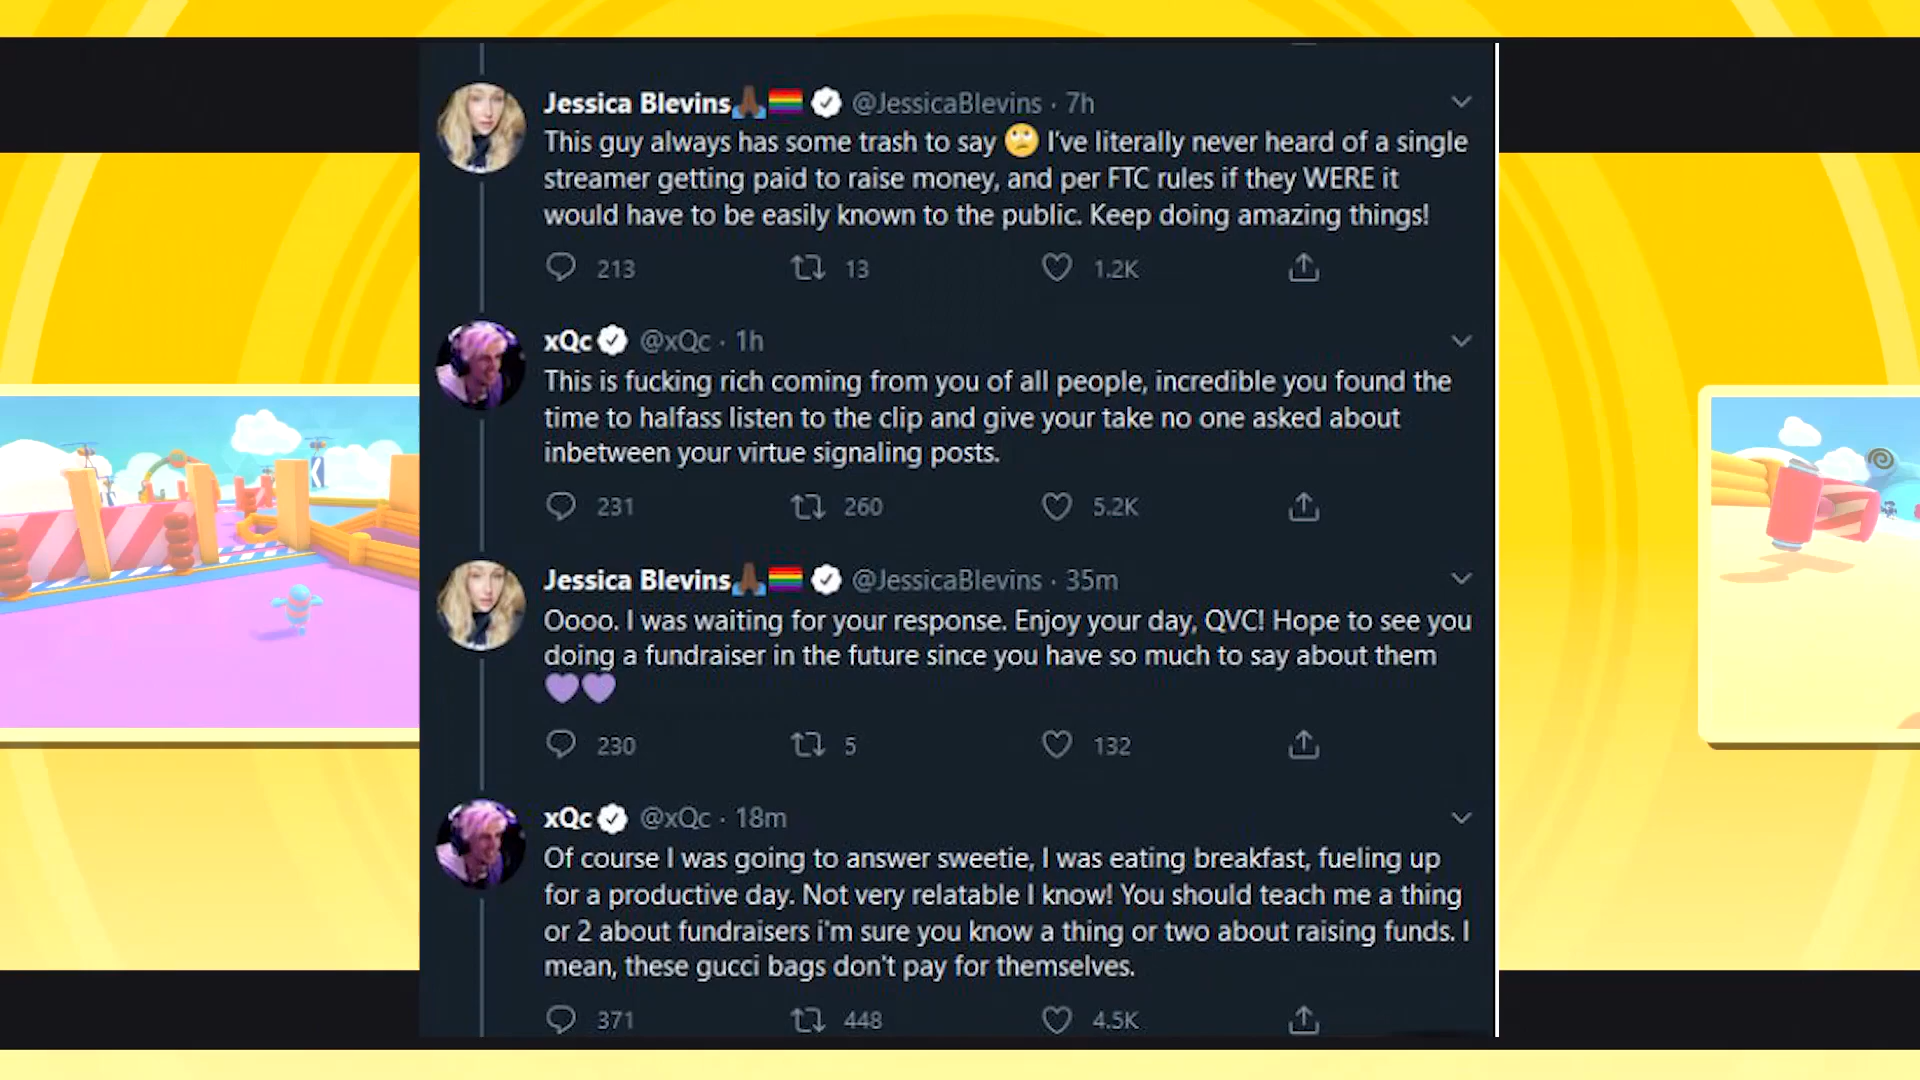 Jessica Blevins🙏🏾🏳️‍🌈 @JessicaBlevins · 7h
This guy always has some trash to say 🙄 I've literally never heard of a single
streamer getting paid to raise money, and per FTC rules if they WERE it
would have to be easily known to the public. Keep doing amazing things!
213 13 1.2K
xQc @xQc · 1h
This is fucking rich coming from you of all people, incredible you found the
time to halfass listen to the clip and give your take no one asked about
inbetween your virtue signaling posts.
231 260 5.2K
Jessica Blevins🙏🏾🏳️‍🌈 @JessicaBlevins · 35m
Oooo. I was waiting for your response. Enjoy your day, QVC! Hope to see you
doing a fundraiser in the future since you have so much to say about them
💜💜
230 5 132
xQc @xQc · 18m
Of course I was going to answer sweetie, I was eating breakfast, fueling up
for a productive day. Not very relatable I know! You should teach me a thing
or 2 about fundraisers i'm sure you know a thing or two about raising funds. I
mean, these gucci bags don't pay for themselves.
371 448 4.5K